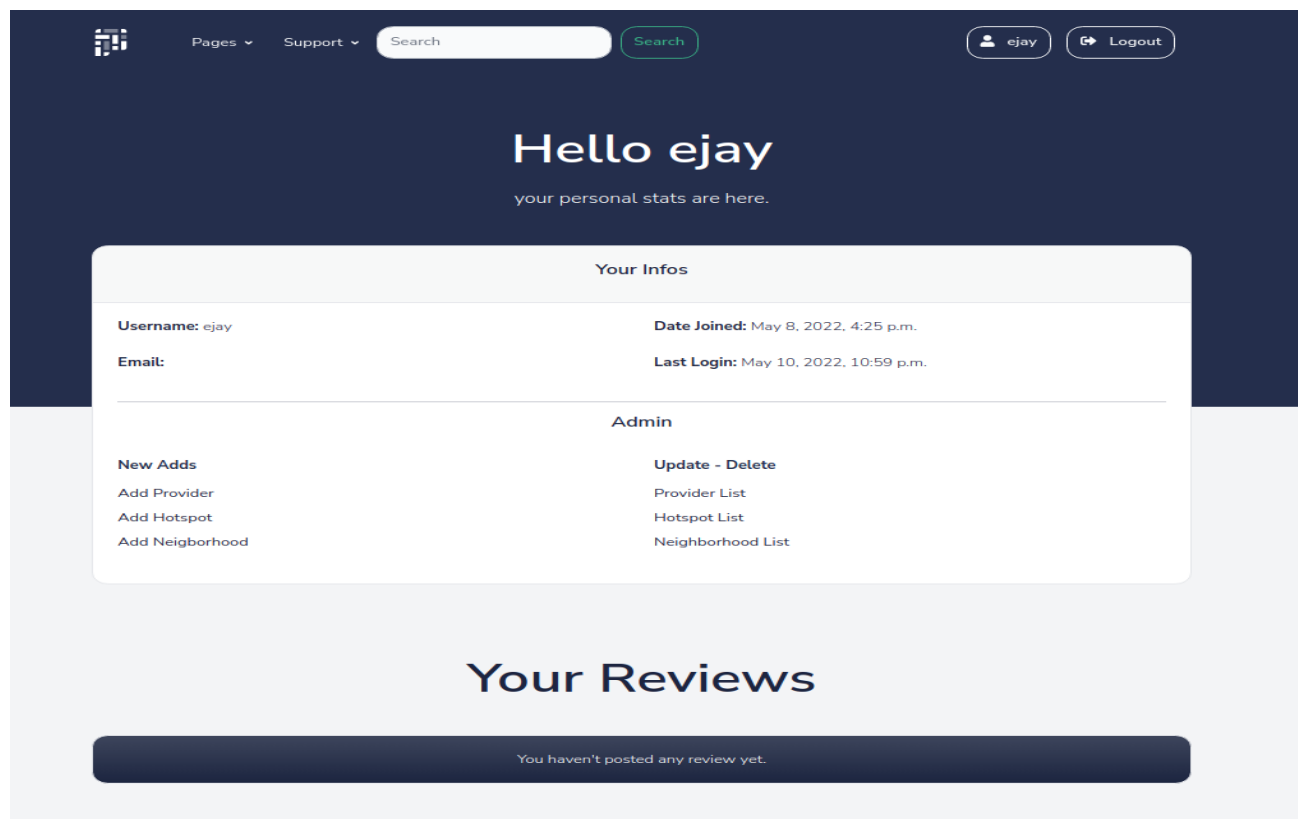 Pages Support Search Search ejay Logout
Hello ejay
your personal stats are here.
Your Infos
Username: ejay Date Joined: May 8, 2022, 4:25 p.m.
Email: Last Login: May 10, 2022, 10:59 p.m.
Admin
New Adds Update - Delete
Add Provider Provider List
Add Hotspot Hotspot List
Add Neigborhood Neighborhood List
Your Reviews
You haven't posted any review yet.